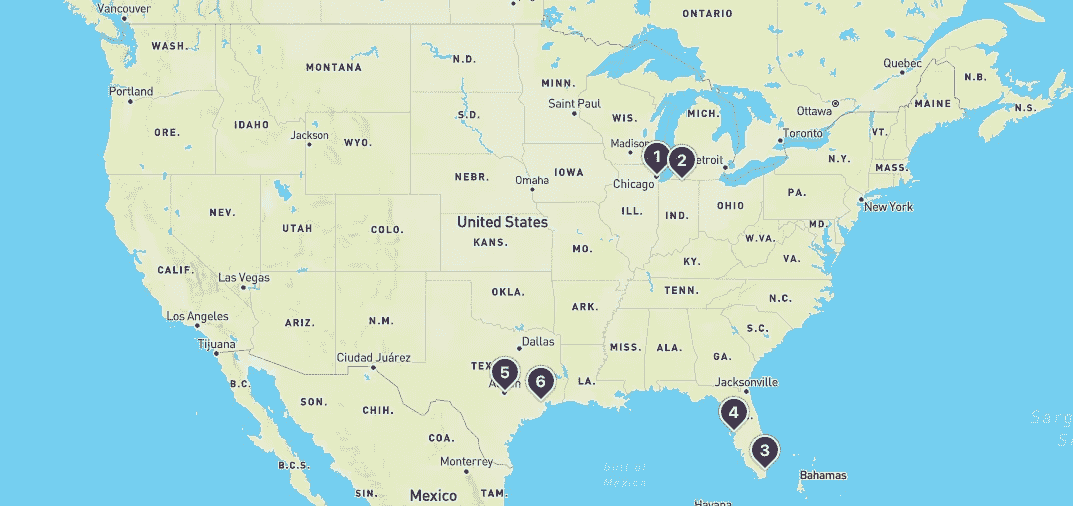 Vancouver
ONTARIO
WASH.
MONTANA
N.D.
MINN.
Quebec
N.B.
Portland
Saint Paul
Ottawa
MAINE
N.S.
ORE.
IDAHO
Jackson
WYO.
S.D.
WIS.
MICH.
Toronto
VT.
Madison
1
2
etroit
N.Y.
MASS.
NEBR.
Omaha
IOWA
Chicago
PA.
New York
NEV.
UTAH
COLO.
United States
KANS.
ILL.
IND.
OHIO
MD.
MO.
W.VA.
VA.
KY.
CALIF.
Las Vegas
OKLA.
ARK.
TENN.
N.C.
Los Angeles
ARIZ.
N.M.
S.C.
Tijuana
Ciudad Juárez
Dallas
MISS.
ALA.
GA.
TEX
5
6
LA.
Jacksonville
B.C.
SON.
CHIH.
4
COA.
3
Monterrey
B.C.S.
Gulf of
Mexico
Bahamas
SIN.
Mexico
TAM.
Havana